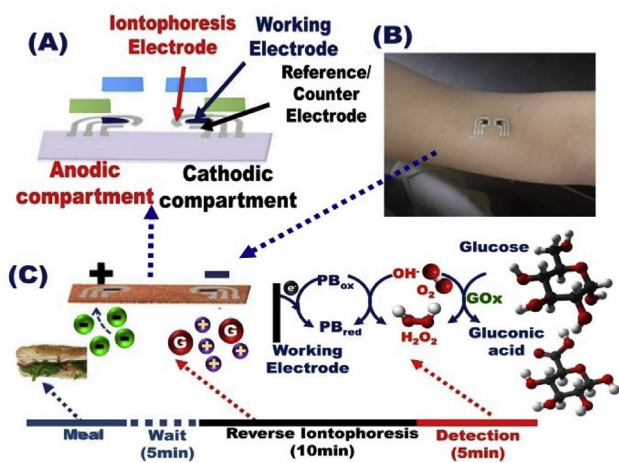 (A)
Iontophoresis
Electrode
Working
Electrode
Reference/
Counter
Electrode
Anodic
compartment
Cathodic
compartment
(B)
(C)
+
−
G
G
+
+
+
+
+
−
−
−
−
e⁻
PBox
PBred
Working
Electrode
OH⁻
O₂
H₂O₂
GOx
Glucose
Gluconic
acid
Meal
Wait
(5min)
Reverse Iontophoresis
(10min)
Detection
(5min)